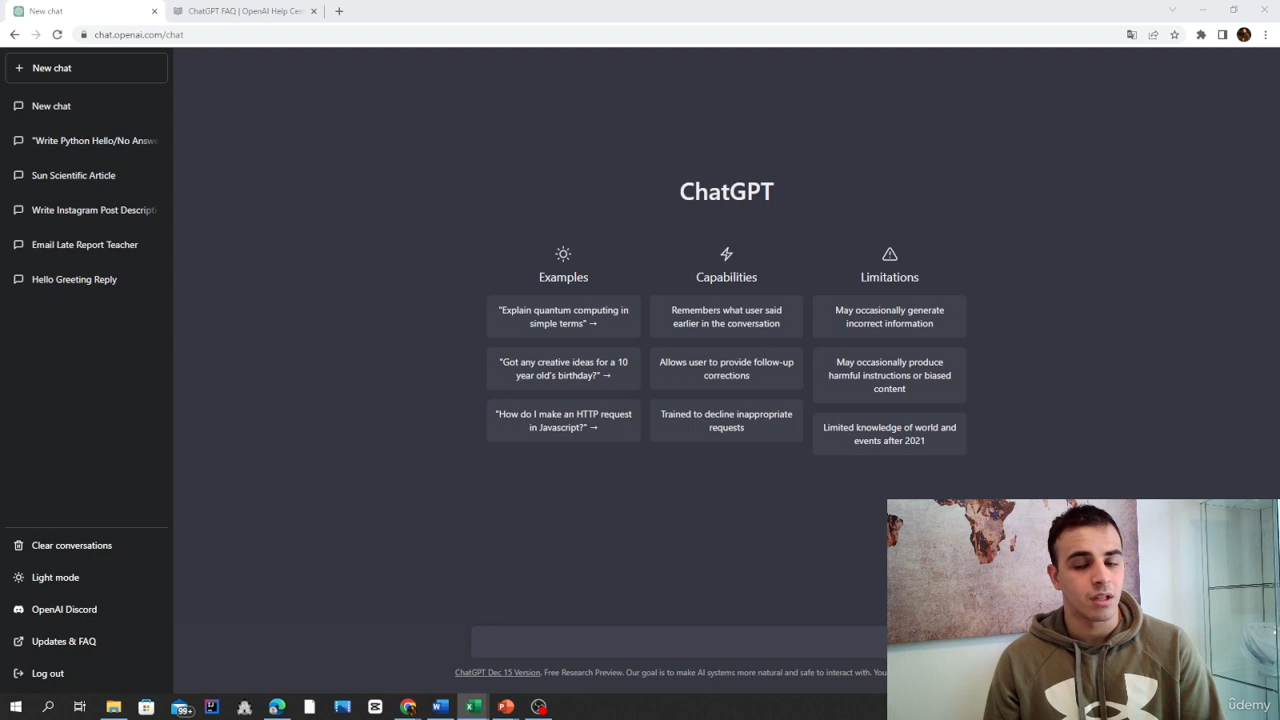 New chat
ChatGPT FAQ | OpenAI Help Cen
chat.openai.com/chat
New chat
New chat
"Write Python Hello/No Answe
Sun Scientific Article
Write Instagram Post Descripti
Email Late Report Teacher
Hello Greeting Reply
Clear conversations
Light mode
OpenAI Discord
Updates & FAQ
Log out
ChatGPT
Examples
"Explain quantum computing in
simple terms" →
"Got any creative ideas for a 10
year old's birthday?" →
"How do I make an HTTP request
in Javascript?" →
Capabilities
Remembers what user said
earlier in the conversation
Allows user to provide follow-up
corrections
Trained to decline inappropriate
requests
Limitations
May occasionally generate
incorrect information
May occasionally produce
harmful instructions or biased
content
Limited knowledge of world and
events after 2021
ChatGPT Dec 15 Version. Free Research Preview. Our goal is to make AI systems more natural and safe to interact with. You
99+
udemy